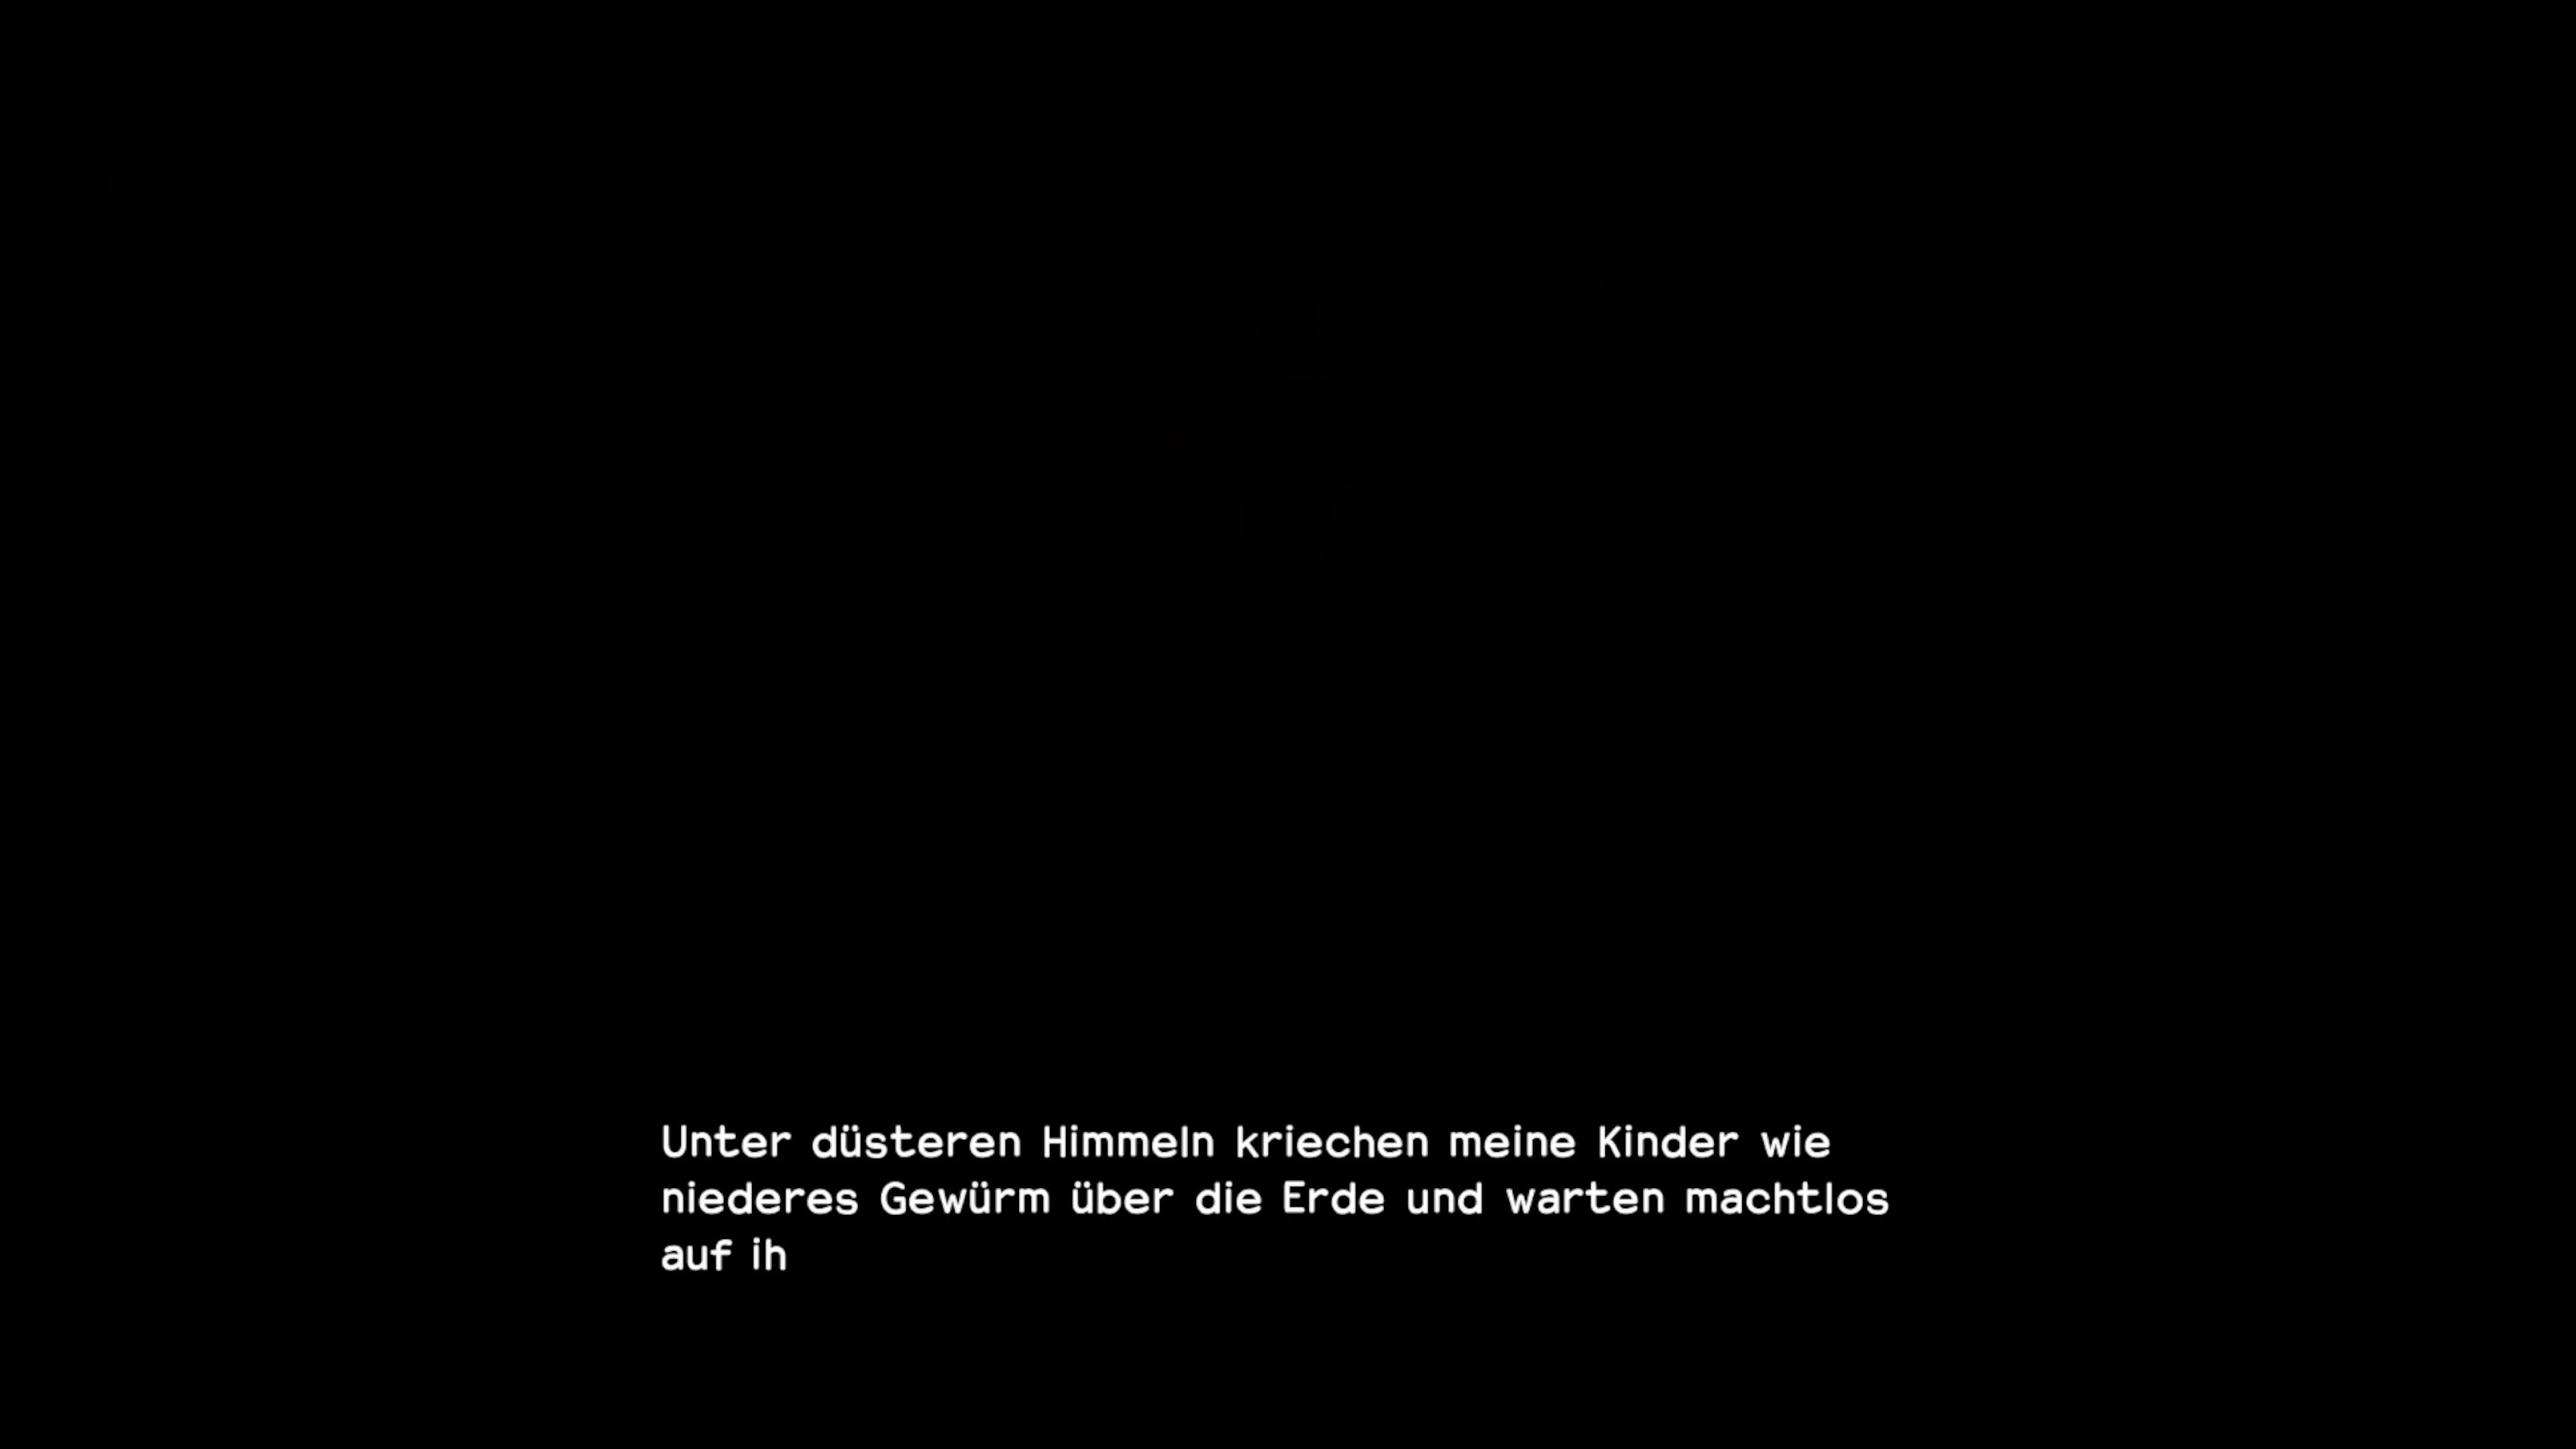 Unter düsteren Himmeln kriechen meine Kinder wie
niederes Gewürm über die Erde und warten machtlos
auf ih